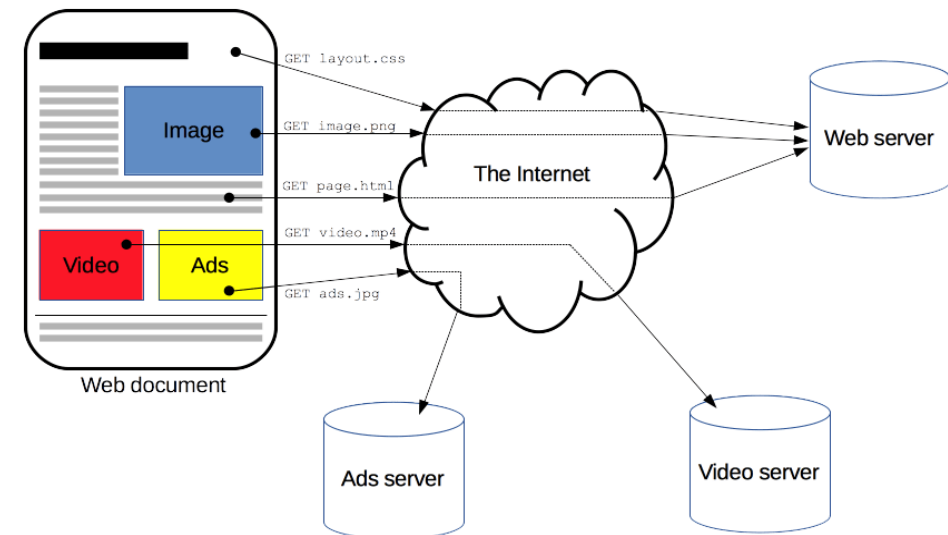 GET layout.css
Image
GET image.png
Web server
The Internet
GET page.html
GET video.mp4
Video
Ads
GET ads.jpg
Web document
Ads server
Video server